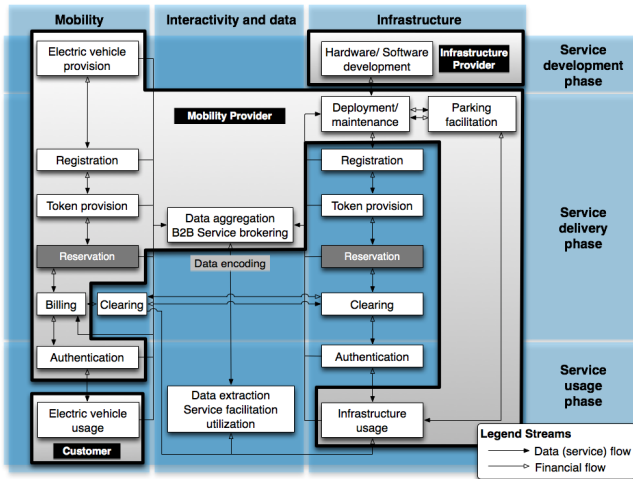 Mobility
Interactivity and data
Infrastructure
Electric vehicle
provision
Hardware/ Software
development
Infrastructure
Provider
Service
development
phase
Mobility Provider
Deployment/
maintenance
Parking
facilitation
Registration
Registration
Token provision
Token provision
Data aggregation
B2B Service brokering
Service
delivery
phase
Reservation
Data encoding
Reservation
Billing
Clearing
Clearing
Authentication
Authentication
Data extraction
Service facilitation
utilization
Service
usage
phase
Electric vehicle
usage
Infrastructure
usage
Customer
Legend Streams
Data (service) flow
Financial flow